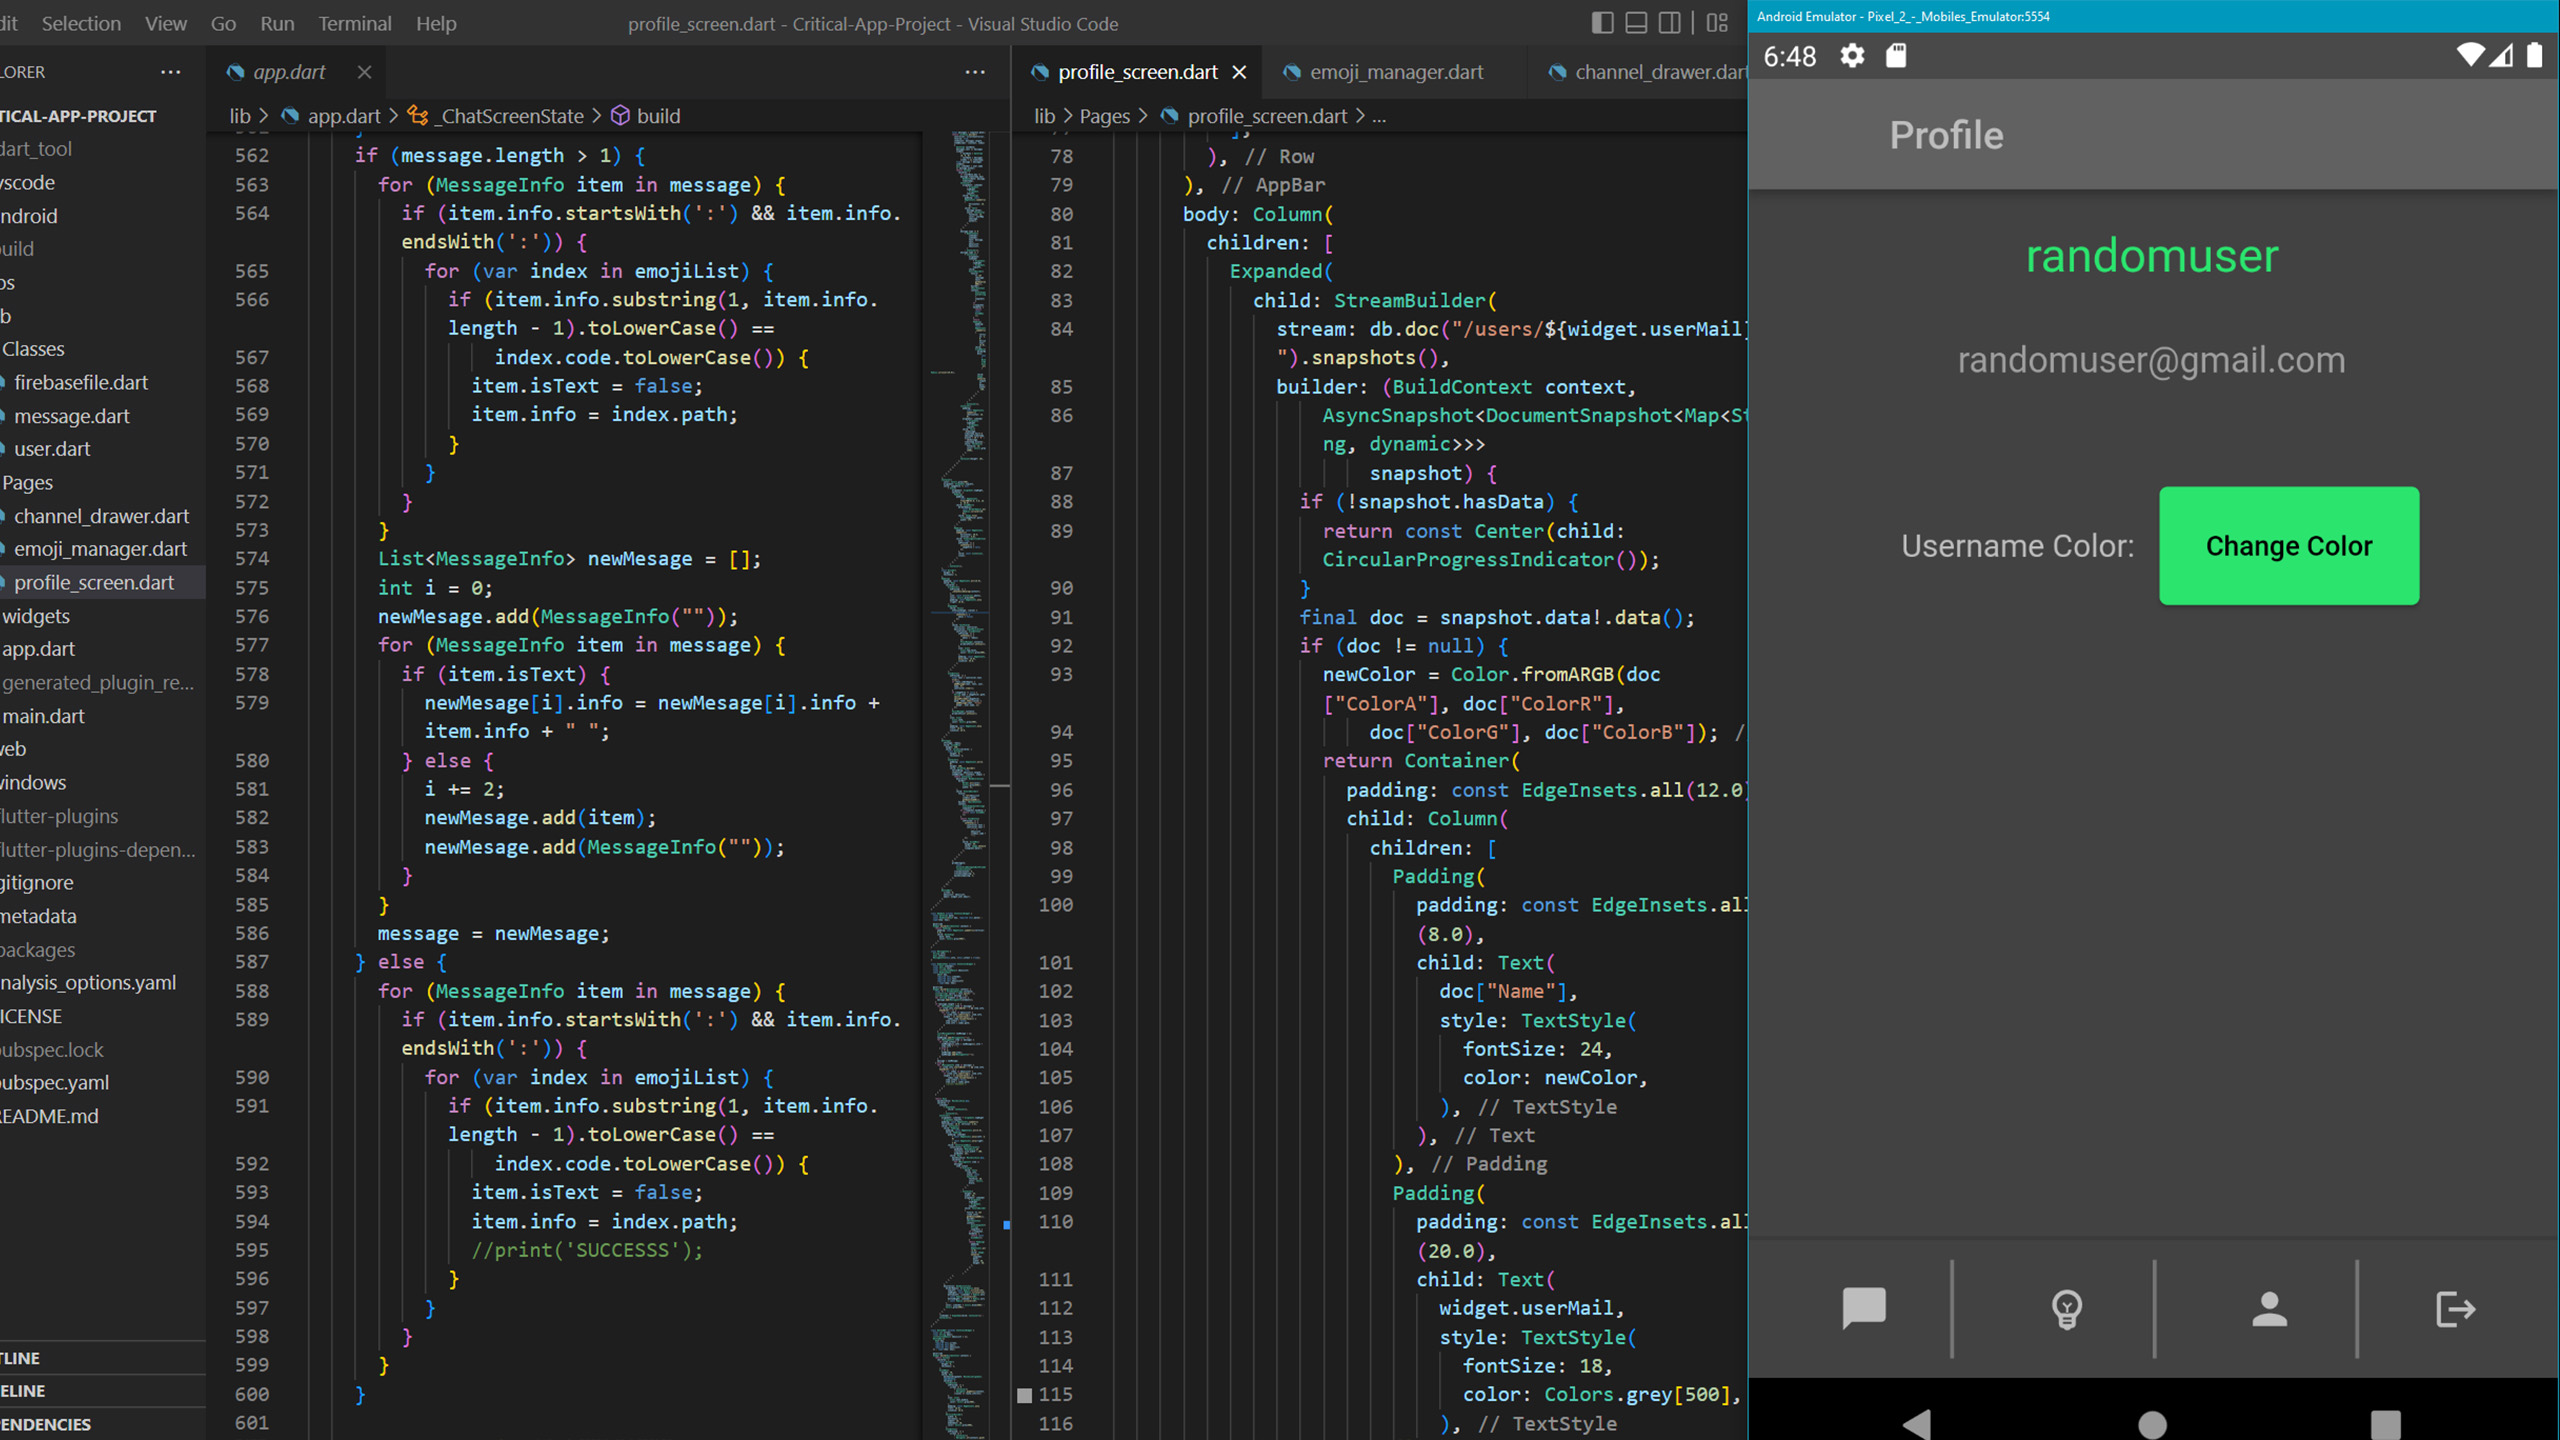 dit Selection View Go Run Terminal Help
profile_screen.dart - Critical-App-Project - Visual Studio Code
LORER ···
TICAL-APP-PROJECT
dart_tool
vscode
android
build
os
b
Classes
firebasefile.dart
message.dart
user.dart
Pages
channel_drawer.dart
emoji_manager.dart
profile_screen.dart
widgets
app.dart
generated_plugin_re...
main.dart
web
windows
flutter-plugins
flutter-plugins-depen...
gitignore
metadata
packages
analysis_options.yaml
LICENSE
pubspec.lock
pubspec.yaml
README.md
TLINE
ELINE
PENDENCIES
app.dart
lib > app.dart > _ChatScreenState > build
562 if (message.length > 1) {
563 for (MessageInfo item in message) {
564 if (item.info.startsWith(':') && item.info.
endsWith(':')) {
565 for (var index in emojiList) {
566 if (item.info.substring(1, item.info.
length - 1).toLowerCase() ==
567 index.code.toLowerCase()) {
568 item.isText = false;
569 item.info = index.path;
570 }
571 }
572 }
573 }
574 List<MessageInfo> newMesage = [];
575 int i = 0;
576 newMesage.add(MessageInfo(""));
577 for (MessageInfo item in message) {
578 if (item.isText) {
579 newMesage[i].info = newMesage[i].info +
item.info + " ";
580 } else {
581 i += 2;
582 newMesage.add(item);
583 newMesage.add(MessageInfo(""));
584 }
585 }
586 message = newMesage;
587 } else {
588 for (MessageInfo item in message) {
589 if (item.info.startsWith(':') && item.info.
endsWith(':')) {
590 for (var index in emojiList) {
591 if (item.info.substring(1, item.info.
length - 1).toLowerCase() ==
592 index.code.toLowerCase()) {
593 item.isText = false;
594 item.info = index.path;
595 //print('SUCCESSS');
596 }
597 }
598 }
599 }
600 }
601
profile_screen.dart emoji_manager.dart channel_drawer.dart
lib > Pages > profile_screen.dart > ...
78 ), // Row
79 ), // AppBar
80 body: Column(
81 children: [
82 Expanded(
83 child: StreamBuilder(
84 stream: db.doc("/users/${widget.userMail}
").snapshots(),
85 builder: (BuildContext context,
86 AsyncSnapshot<DocumentSnapshot<Map<St
ng, dynamic>>>
87 snapshot) {
88 if (!snapshot.hasData) {
89 return const Center(child:
CircularProgressIndicator());
90 }
91 final doc = snapshot.data!.data();
92 if (doc != null) {
93 newColor = Color.fromARGB(doc
["ColorA"], doc["ColorR"],
94 doc["ColorG"], doc["ColorB"]); /
95 return Container(
96 padding: const EdgeInsets.all(12.0)
97 child: Column(
98 children: [
99 Padding(
100 padding: const EdgeInsets.all
(8.0),
101 child: Text(
102 doc["Name"],
103 style: TextStyle(
104 fontSize: 24,
105 color: newColor,
106 ), // TextStyle
107 ), // Text
108 ), // Padding
109 Padding(
110 padding: const EdgeInsets.all
(20.0),
111 child: Text(
112 widget.userMail,
113 style: TextStyle(
114 fontSize: 18,
115 color: Colors.grey[500],
116 ), // TextStyle
Android Emulator - Pixel_2_-_Mobiles_Emulator:5554
6:48
Profile
randomuser
randomuser@gmail.com
Username Color: Change Color